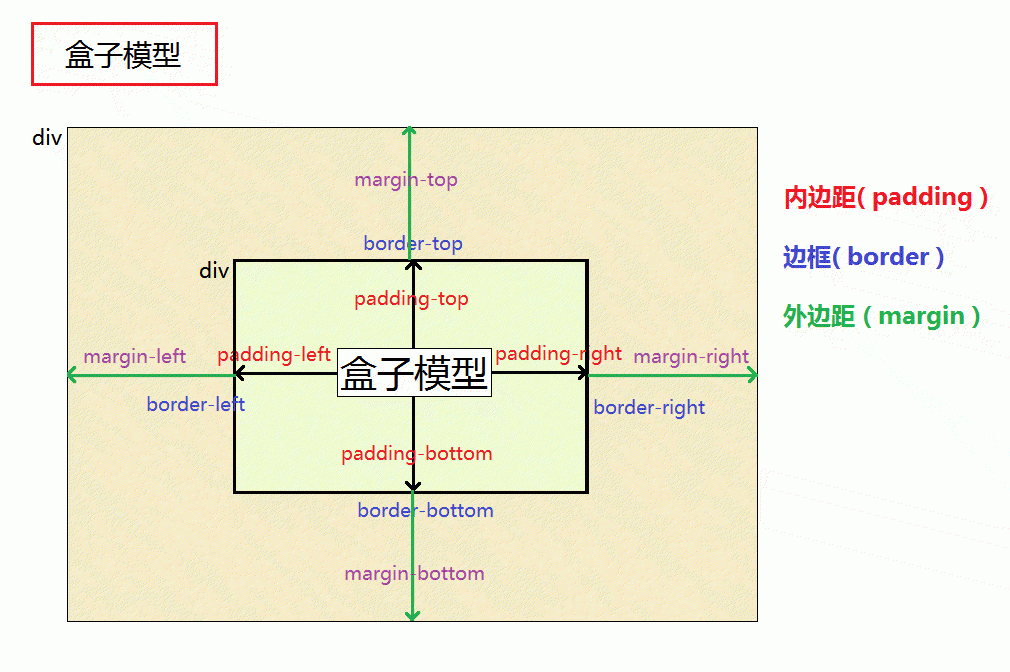 盒子模型
div
margin-top
内边距( padding )
border-top
边框( border )
div
padding-top
外边距 ( margin )
margin-left
padding-left
盒子模型
padding-right
margin-right
border-left
border-right
padding-bottom
border-bottom
margin-bottom